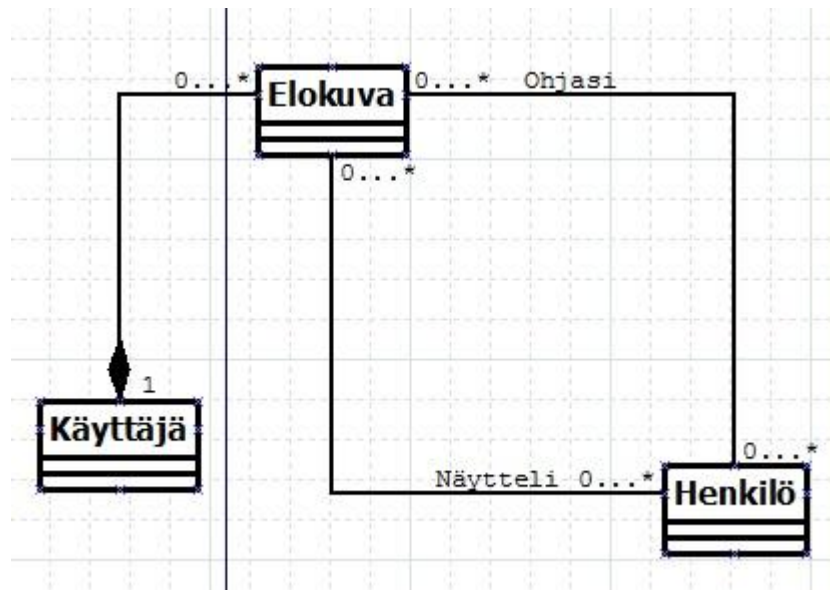 0...* Elokuva 0...* Ohjasi
0...*
1
Käyttäjä
0...*
Näytteli 0...* Henkilö